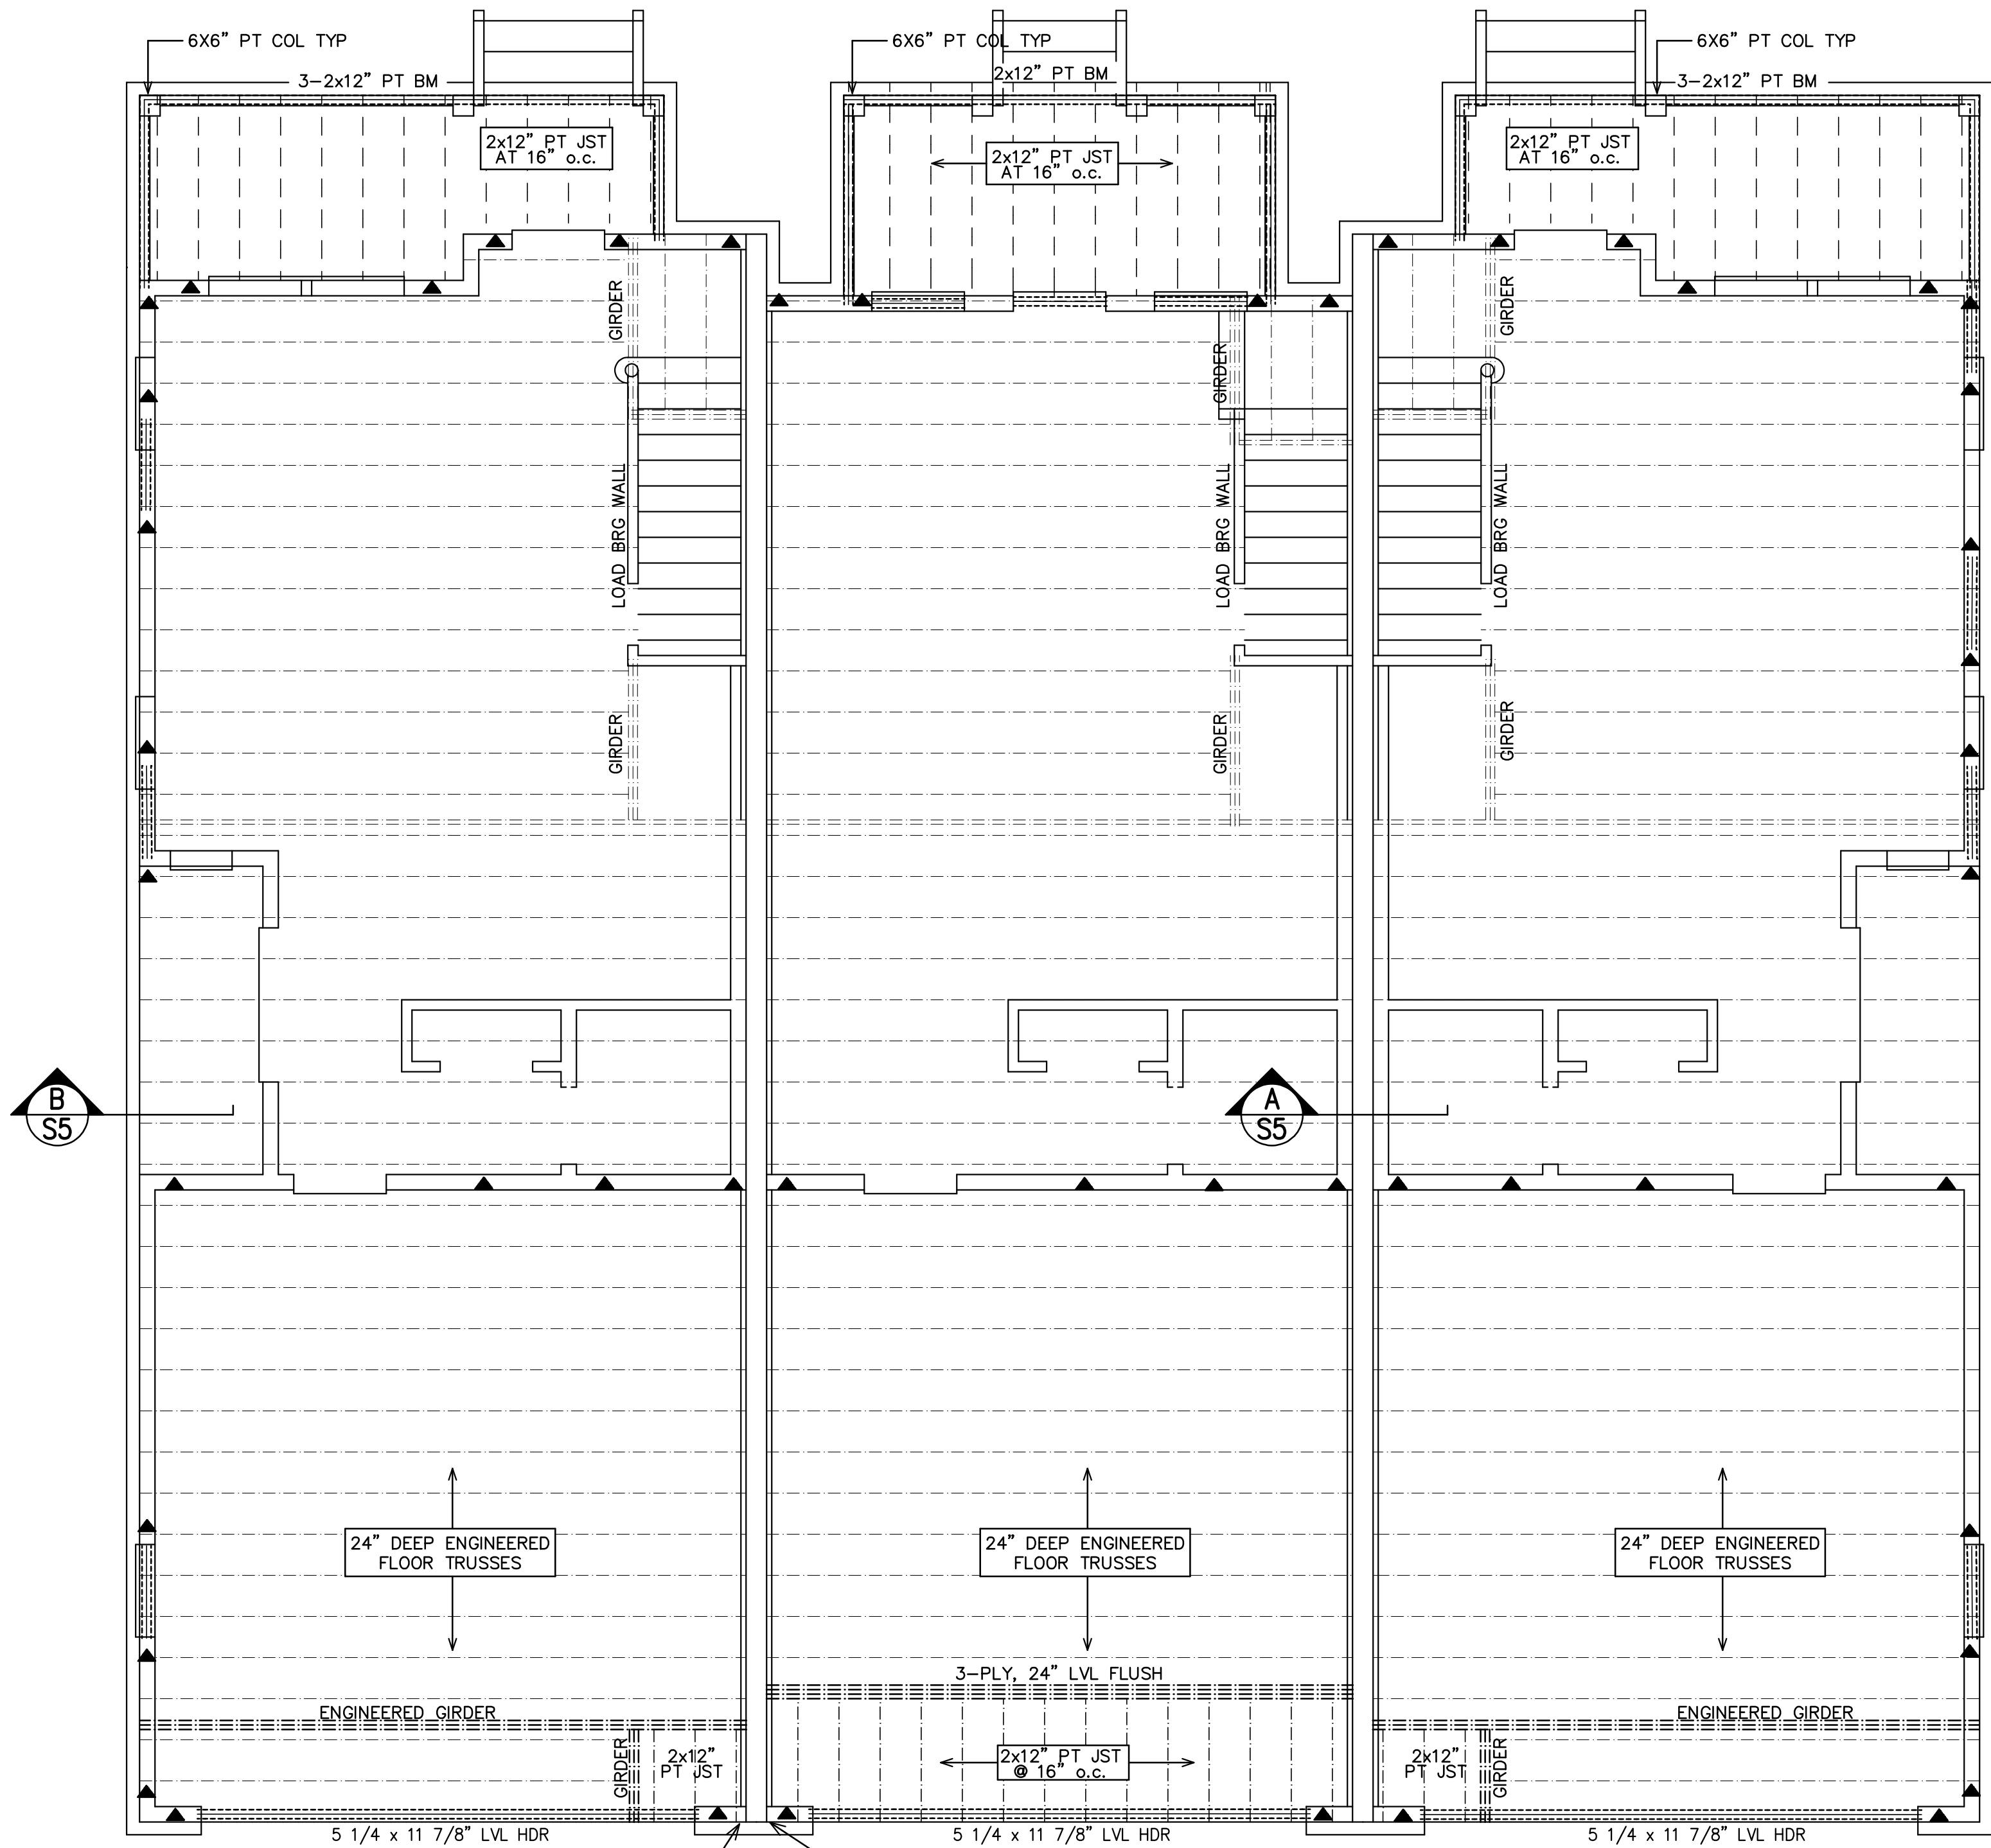 6X6" PT COL TYP
6X6" PT COL TYP
6X6" PT COL TYP
3-2x12" PT BM
2x12" PT BM
3-2x12" PT BM
2x12" PT JST
AT 16" o.c.
2x12" PT JST
AT 16" o.c.
2x12" PT JST
AT 16" o.c.
GIRDER
GIRDER
GIRDER
LOAD BRG WALL
LOAD BRG WALL
LOAD BRG WALL
GIRDER
GIRDER
GIRDER
B
S5
A
S5
24" DEEP ENGINEERED
FLOOR TRUSSES
24" DEEP ENGINEERED
FLOOR TRUSSES
24" DEEP ENGINEERED
FLOOR TRUSSES
3-PLY, 24" LVL FLUSH
ENGINEERED GIRDER
ENGINEERED GIRDER
GIRDER
2x12"
PT JST
2x12" PT JST
@ 16" o.c.
2x12"
PT JST
GIRDER
5 1/4 x 11 7/8" LVL HDR
5 1/4 x 11 7/8" LVL HDR
5 1/4 x 11 7/8" LVL HDR